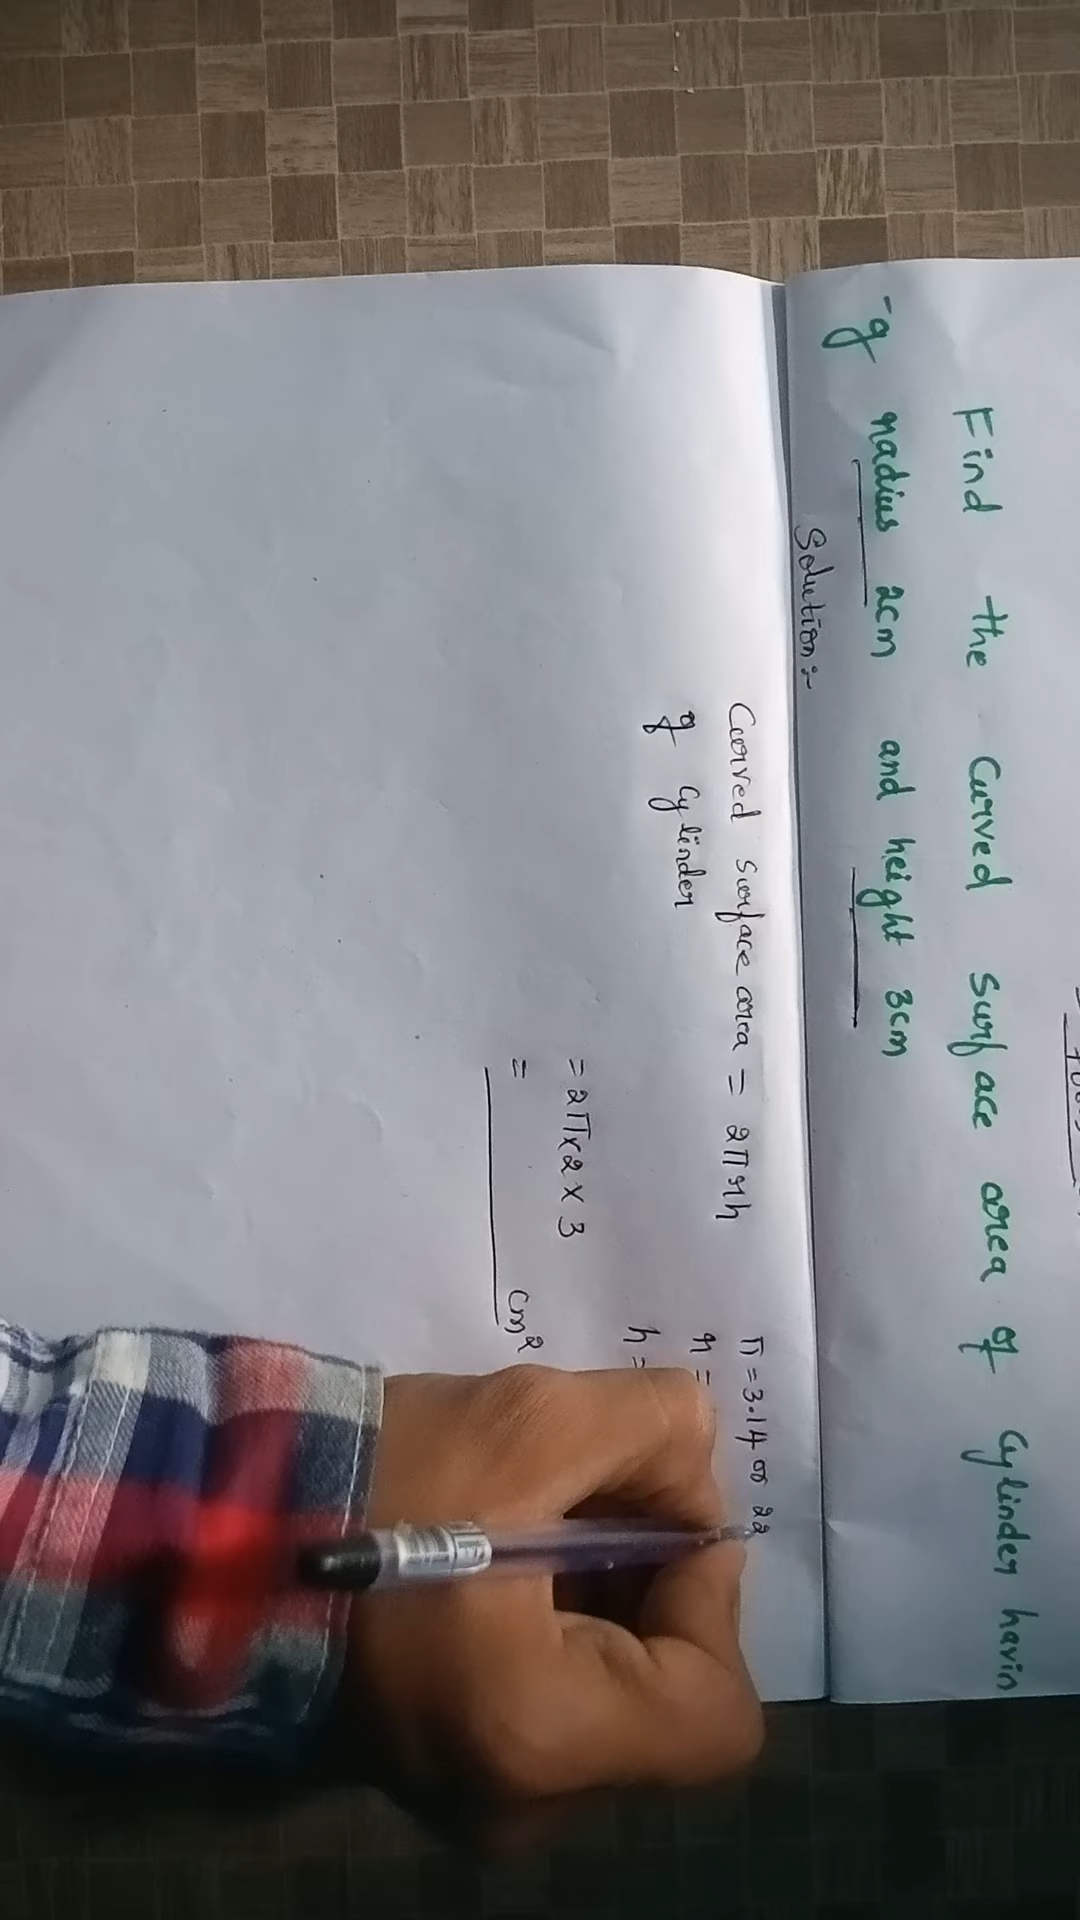 Find the Curved surface area of Cylinder havin
-g radius 2cm and height 3cm
Solution:-
Curved surface area = 2πrh
of Cylinder
π = 3.14 or 22
r =
h =
= 2π×2×3
= cm²